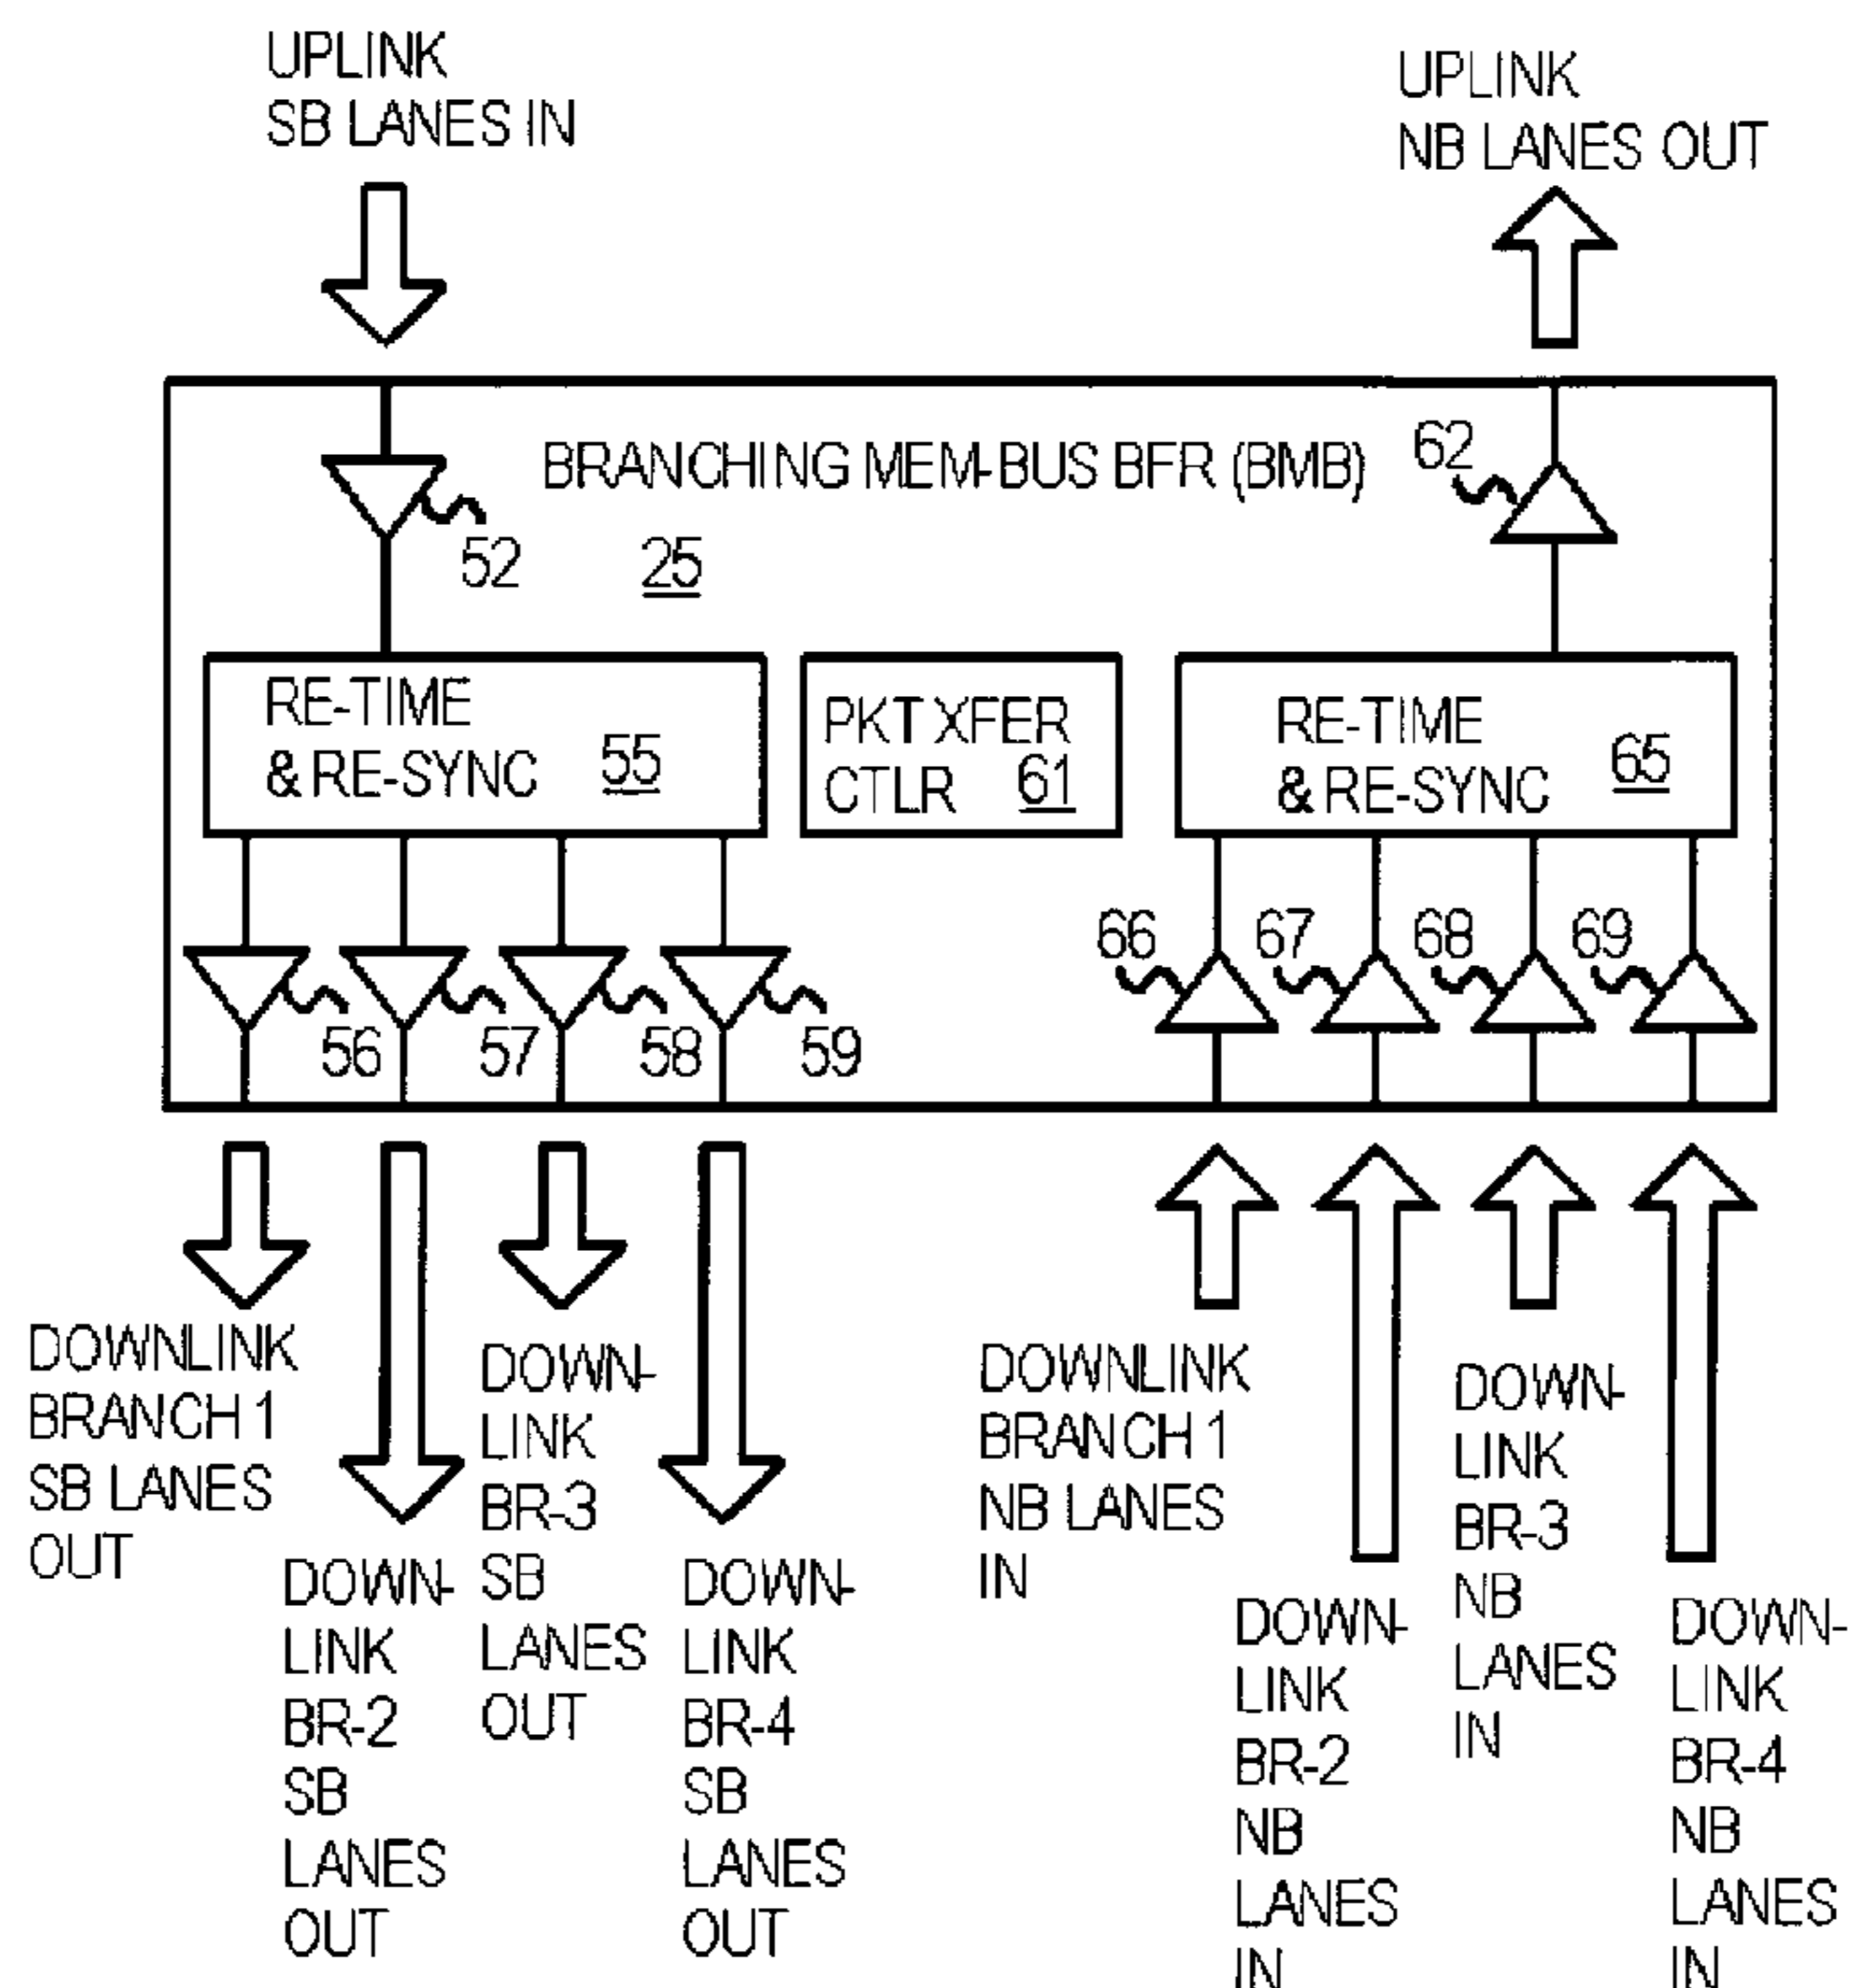 UPLINK
SB LANES IN
UPLINK
NB LANES OUT
BRANCHING MEM-BUS BFR (BMB)
25
52
62
RE-TIME
& RE-SYNC 55
PKT XFER
CTLR 61
RE-TIME
& RE-SYNC 65
56
57
58
59
66
67
68
69
DOWNLINK
BRANCH 1
SB LANES
OUT
DOWN-
LINK
BR-2
SB
LANES
OUT
DOWN-
LINK
BR-3
SB
LANES
OUT
DOWN-
LINK
BR-4
SB
LANES
OUT
DOWNLINK
BRANCH 1
NB LANES
IN
DOWN-
LINK
BR-2
NB
LANES
IN
DOWN-
LINK
BR-3
NB
LANES
IN
DOWN-
LINK
BR-4
NB
LANES
IN